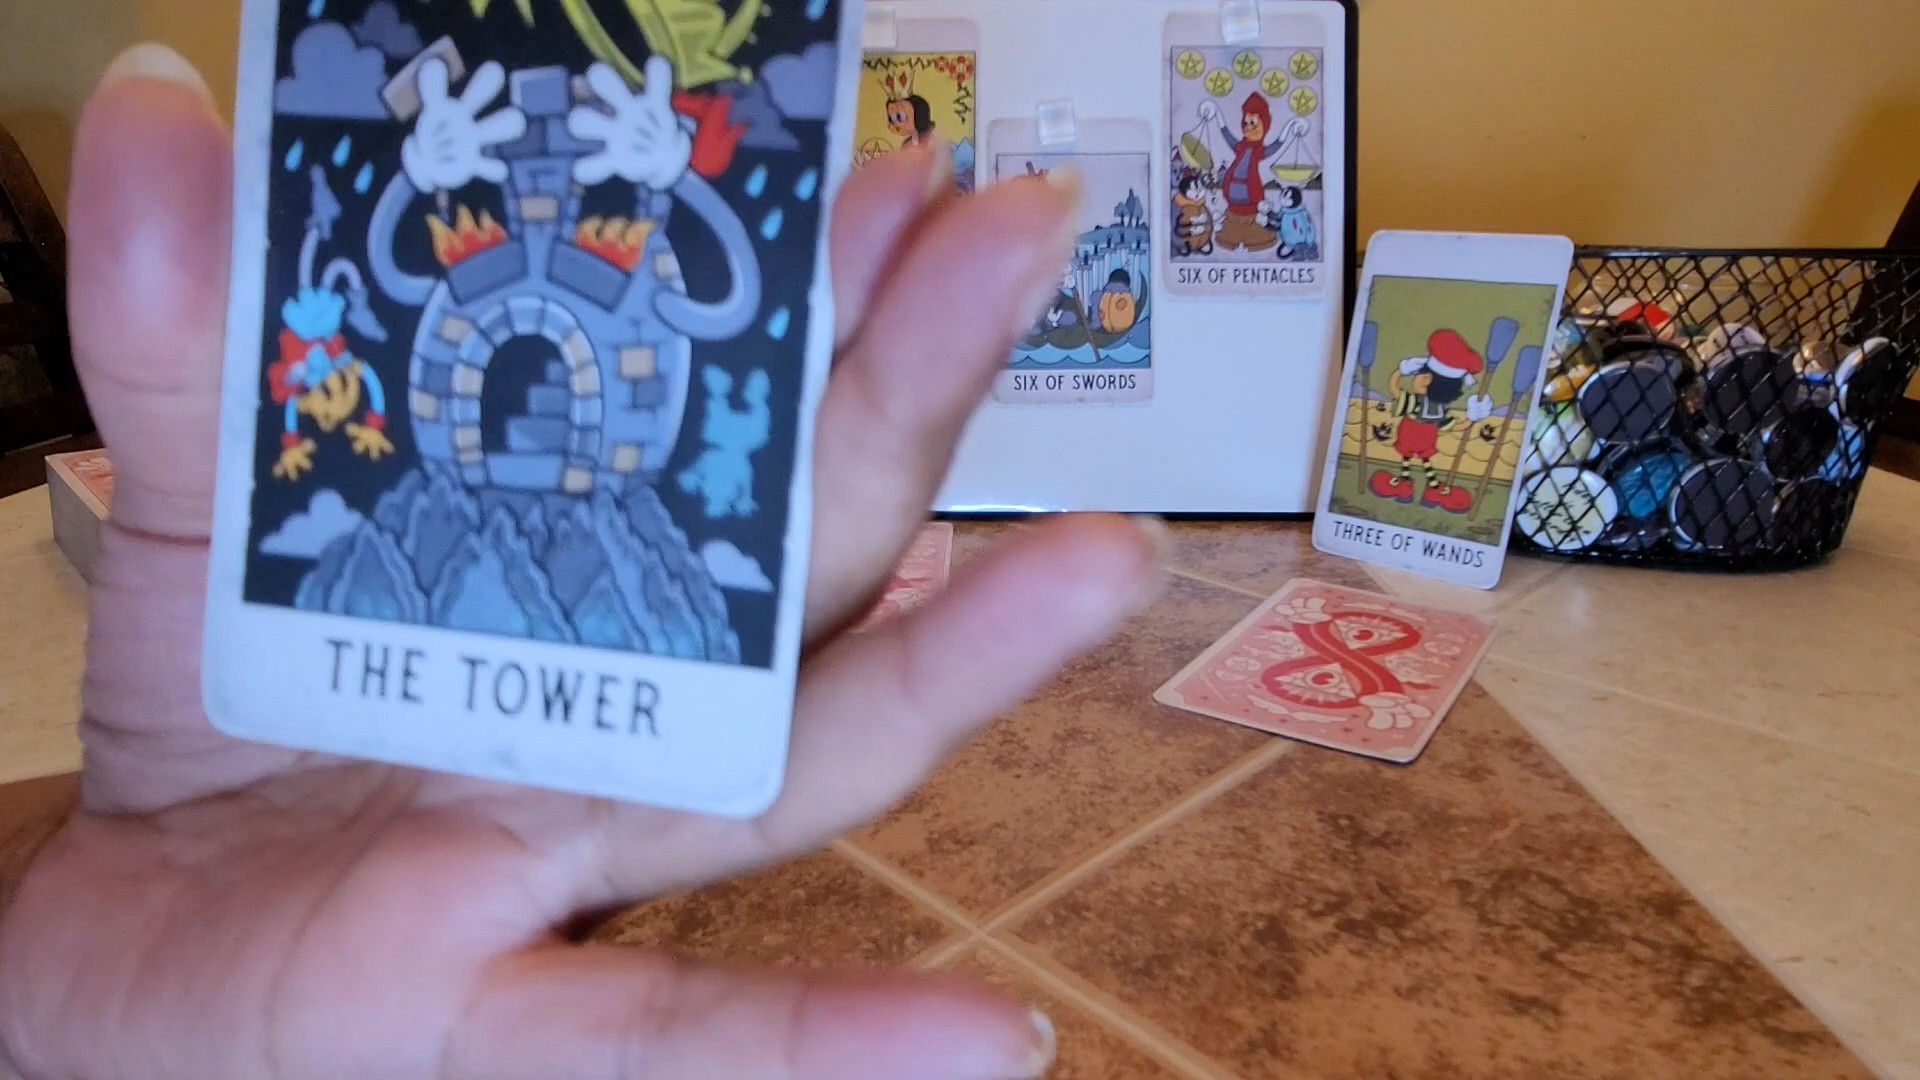 THE TOWER
SIX OF SWORDS
SIX OF PENTACLES
THREE OF WANDS